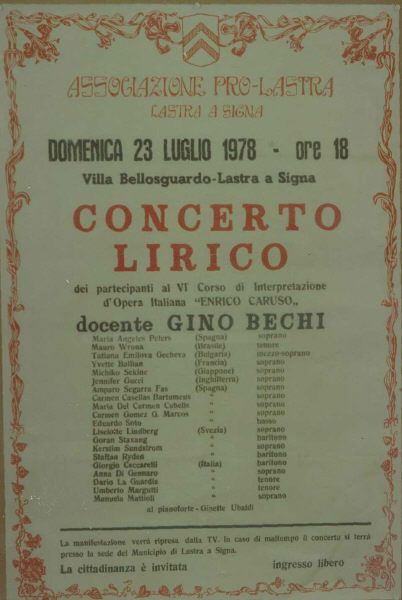 ASSOCIAZIONE PRO-LASTRA
LASTRA A SIGNA
DOMENICA 23 LUGLIO 1978 - ore 18
Villa Bellosguardo-Lastra a Signa
CONCERTO
LIRICO
dei partecipanti al VI Corso di Interpretazione
d'Opera Italiana "ENRICO CARUSO„
docente GINO BECHI
Maria Angeles Peters (Spagna) soprano
Mauro Wrona (Brasile) tenore
Tatiana Emilova Gecheva (Bulgaria) mezzo-soprano
Yvette Bullian (Francia) soprano
Michiko Sekine (Giappone) soprano
Jennifer Gucci (Inghilterra) soprano
Amparo Segarra Fas (Spagna) soprano
Carmen Casellas Bartumeus " soprano
Maria Del Carmen Cubells " soprano
Carmen Gomez G. Marcos " soprano
Eduardo Soto " basso
Liselotte Lindberg (Svezia) soprano
Goran Staxang " baritono
Kerstim Sundstrom " soprano
Staffan Ryden " baritono
Giorgio Ceccarelli (Italia) baritono
Anna Di Gennaro " soprano
Dario La Guardia " tenore
Umberto Margutti " tenore
Manuela Mattioli " soprano
al pianoforte - Ginette Ubaldi
La manifestazione verrà ripresa dalla TV. In caso di maltempo il concerto si terrà
presso la sede del Municipio di Lastra a Signa.
La cittadinanza è invitata ingresso libero